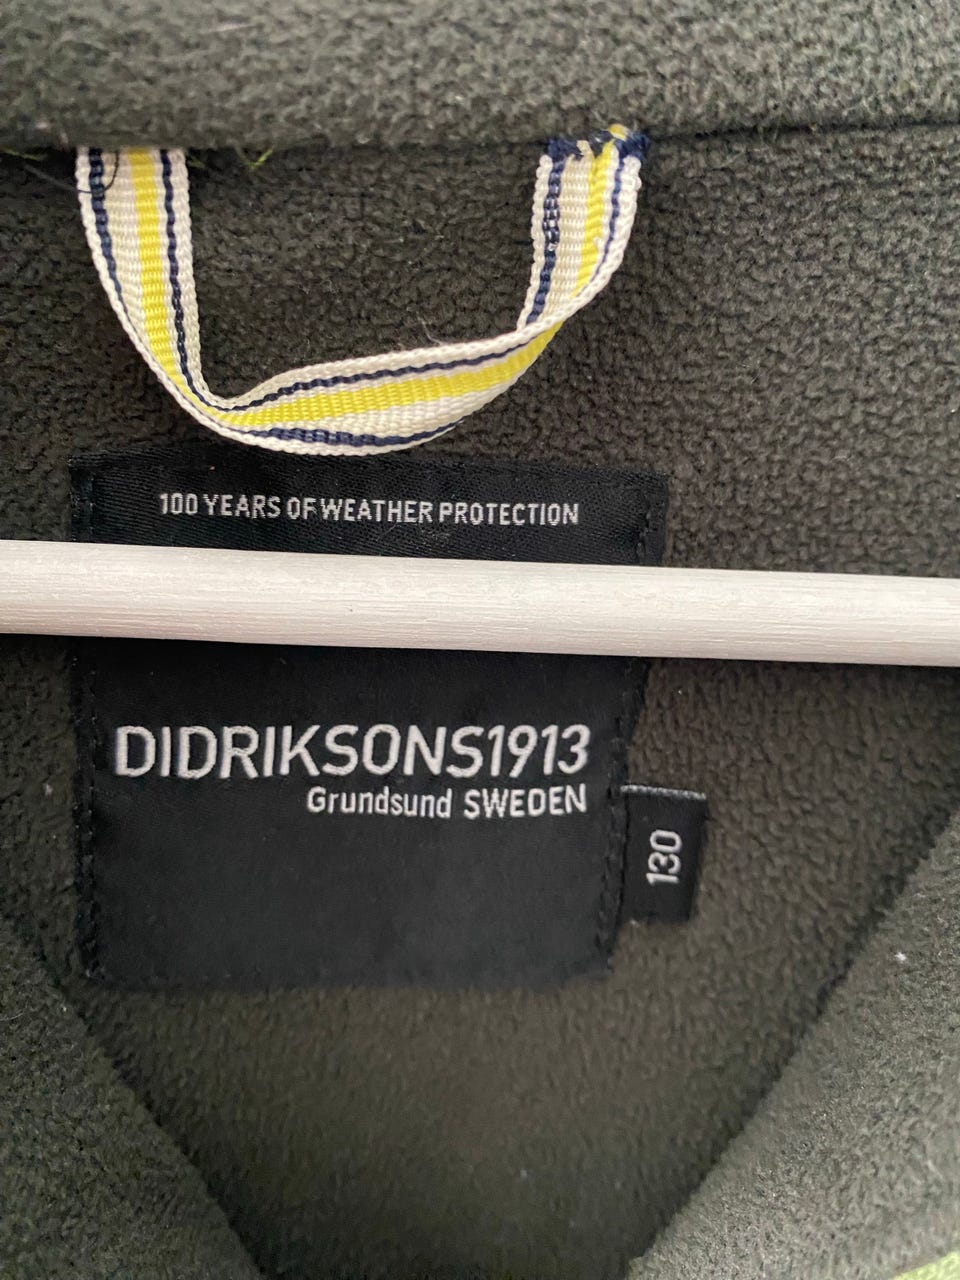 100 YEARS OF WEATHER PROTECTION
DIDRIKSONS1913
Grundsund SWEDEN
130